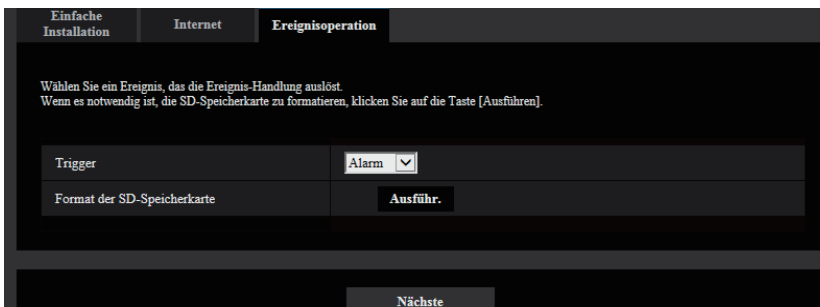 Einfache
Installation
Internet
Ereignisoperation
Wählen Sie ein Ereignis, das die Ereignis-Handlung auslöst.
Wenn es notwendig ist, die SD-Speicherkarte zu formatieren, klicken Sie auf die Taste [Ausführen].
Trigger
Alarm
Format der SD-Speicherkarte
Ausführ.
Nächste